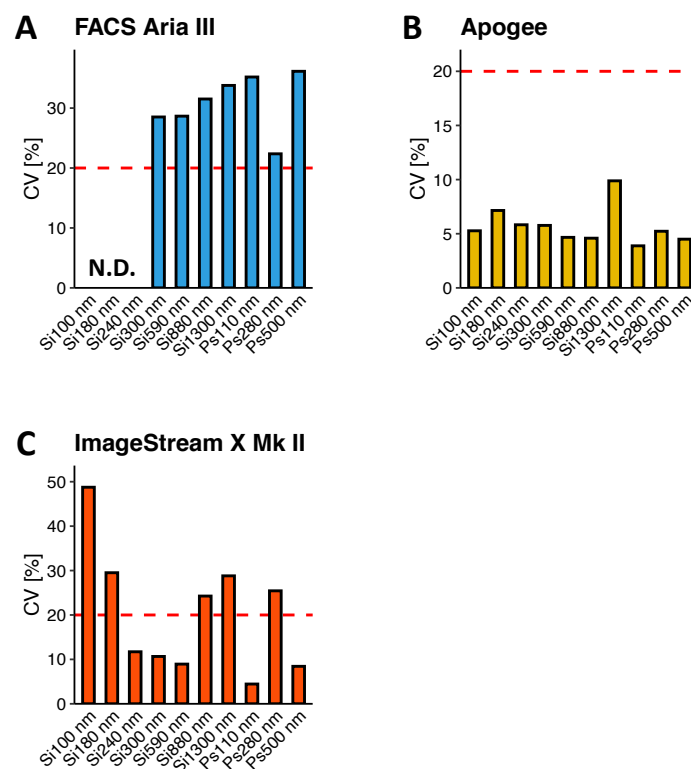 A FACS Aria III
CV [%]
30
20
10
0
N.D.
Si100 nm
Si180 nm
Si240 nm
Si300 nm
Si590 nm
Si880 nm
Si1300 nm
Ps110 nm
Ps280 nm
Ps500 nm
B Apogee
CV [%]
20
15
10
5
0
Si100 nm
Si180 nm
Si240 nm
Si300 nm
Si590 nm
Si880 nm
Si1300 nm
Ps110 nm
Ps280 nm
Ps500 nm
C ImageStream X Mk II
CV [%]
50
40
30
20
10
0
Si100 nm
Si180 nm
Si240 nm
Si300 nm
Si590 nm
Si880 nm
Si1300 nm
Ps110 nm
Ps280 nm
Ps500 nm